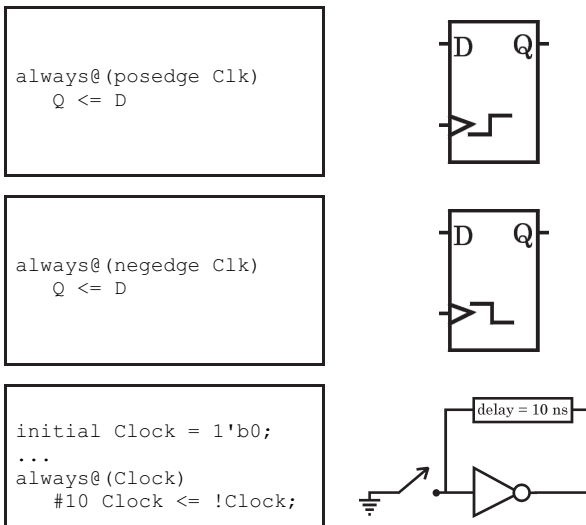 always@(posedge Clk)
Q <= D
D Q
always@(negedge Clk)
Q <= D
D Q
initial Clock = 1'b0;
...
always@(Clock)
#10 Clock <= !Clock;
delay = 10 ns